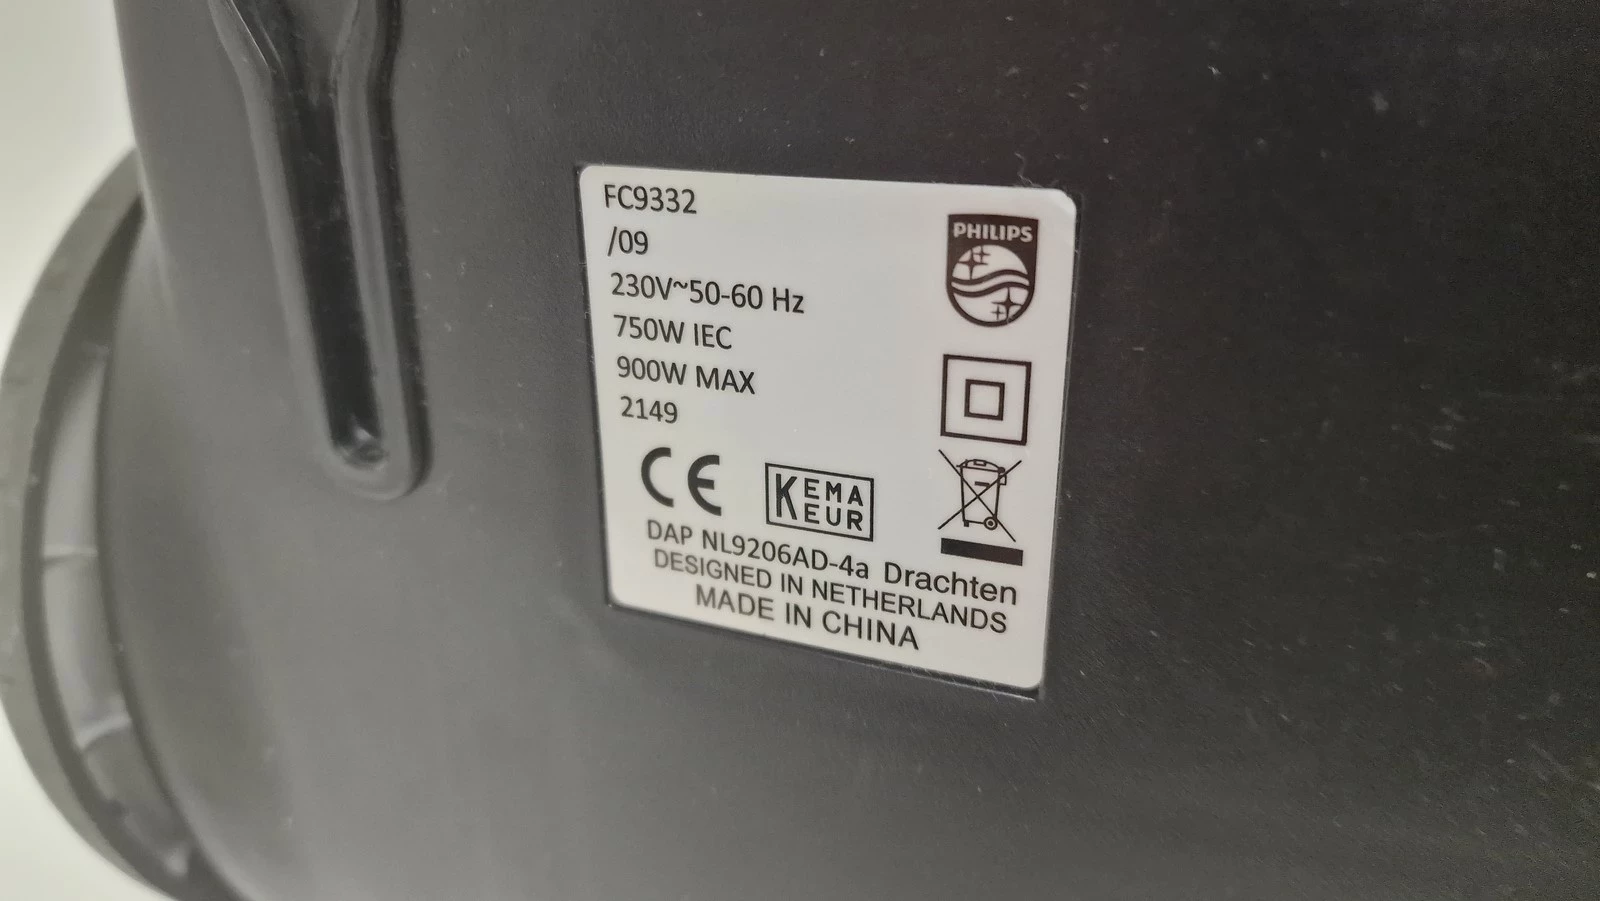 FC9332
/09
230V~50-60 Hz
750W IEC
900W MAX
2149
PHILIPS
CE
KEMA
EUR
DAP NL9206AD-4a Drachten
DESIGNED IN NETHERLANDS
MADE IN CHINA